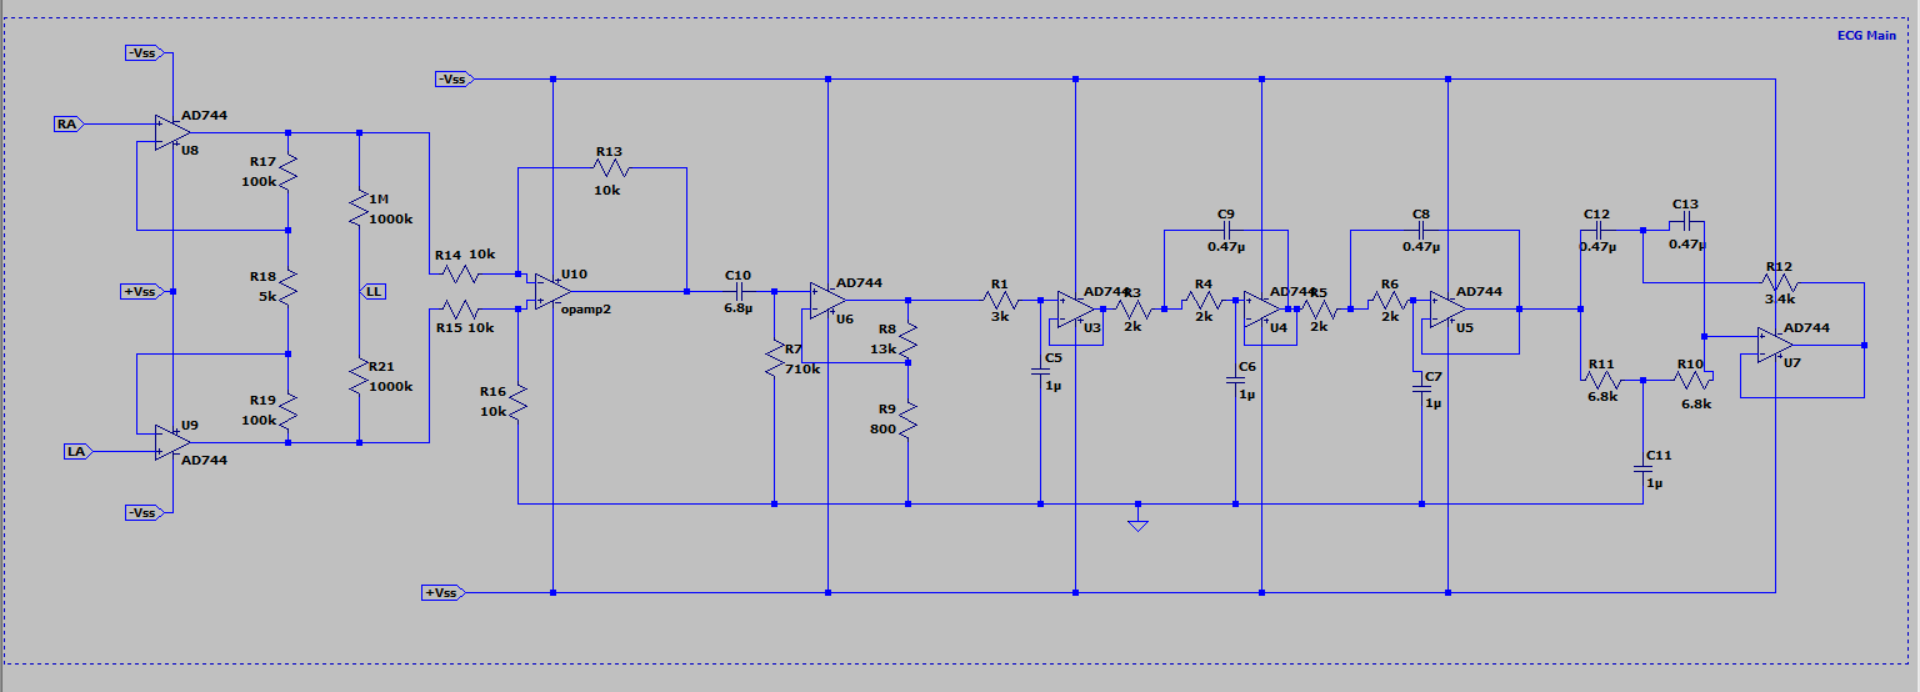 ECG Main
-Vss
-Vss
RA
AD744
U8
R17
100k
1M
1000k
R13
10k
R14 10k
R18
5k
+Vss
LL
U10
opamp2
R15 10k
C10
6.8µ
AD744
U6
R7
710k
R8
13k
R9
800
R16
10k
R21
1000k
R19
100k
U9
AD744
LA
-Vss
+Vss
R1
3k
C5
1µ
AD744
U3
R3
2k
C9
0.47µ
R4
2k
AD744
U4
C6
1µ
R5
2k
C8
0.47µ
R6
2k
AD744
U5
C7
1µ
C12
0.47µ
C13
0.47µ
R12
3.4k
AD744
U7
R11
6.8k
R10
6.8k
C11
1µ